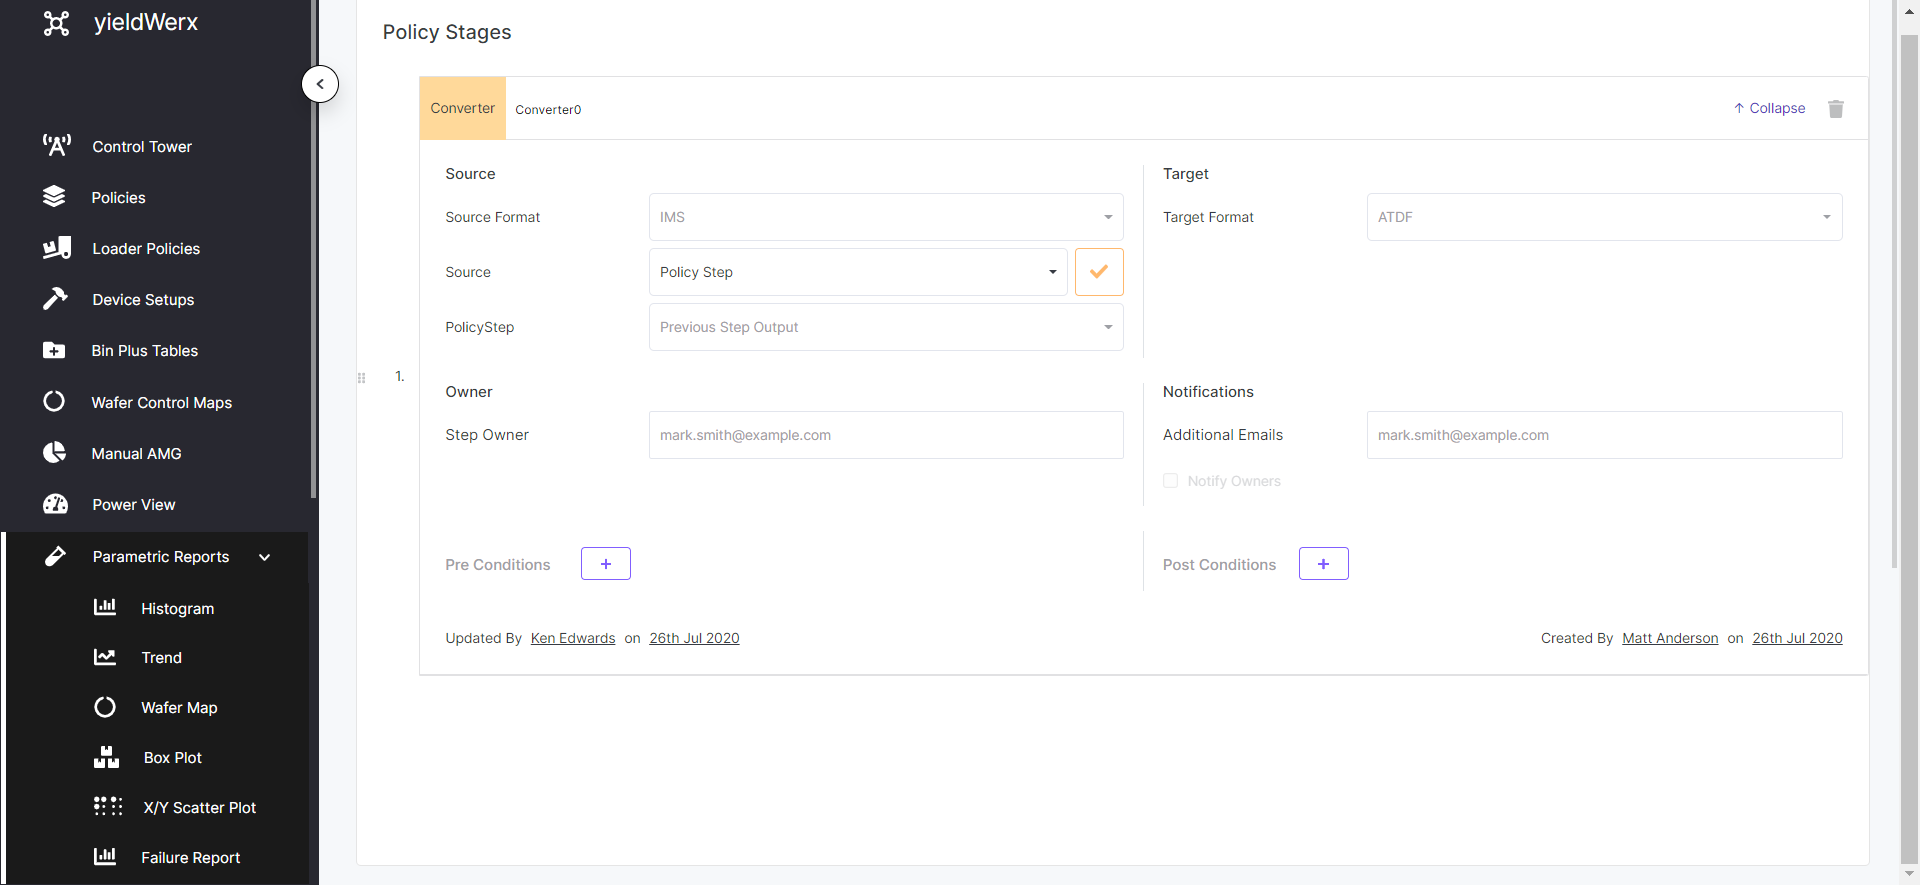 yieldWerx
Control Tower
Policies
Loader Policies
Device Setups
Bin Plus Tables
Wafer Control Maps
Manual AMG
Power View
Parametric Reports
Histogram
Trend
Wafer Map
Box Plot
X/Y Scatter Plot
Failure Report
Policy Stages
1.
Converter Converter0 ↑ Collapse
Source
Source Format IMS
Source Policy Step
PolicyStep Previous Step Output
Target
Target Format ATDF
Owner
Step Owner mark.smith@example.com
Notifications
Additional Emails mark.smith@example.com
Notify Owners
Pre Conditions +
Post Conditions +
Updated By Ken Edwards on 26th Jul 2020
Created By Matt Anderson on 26th Jul 2020